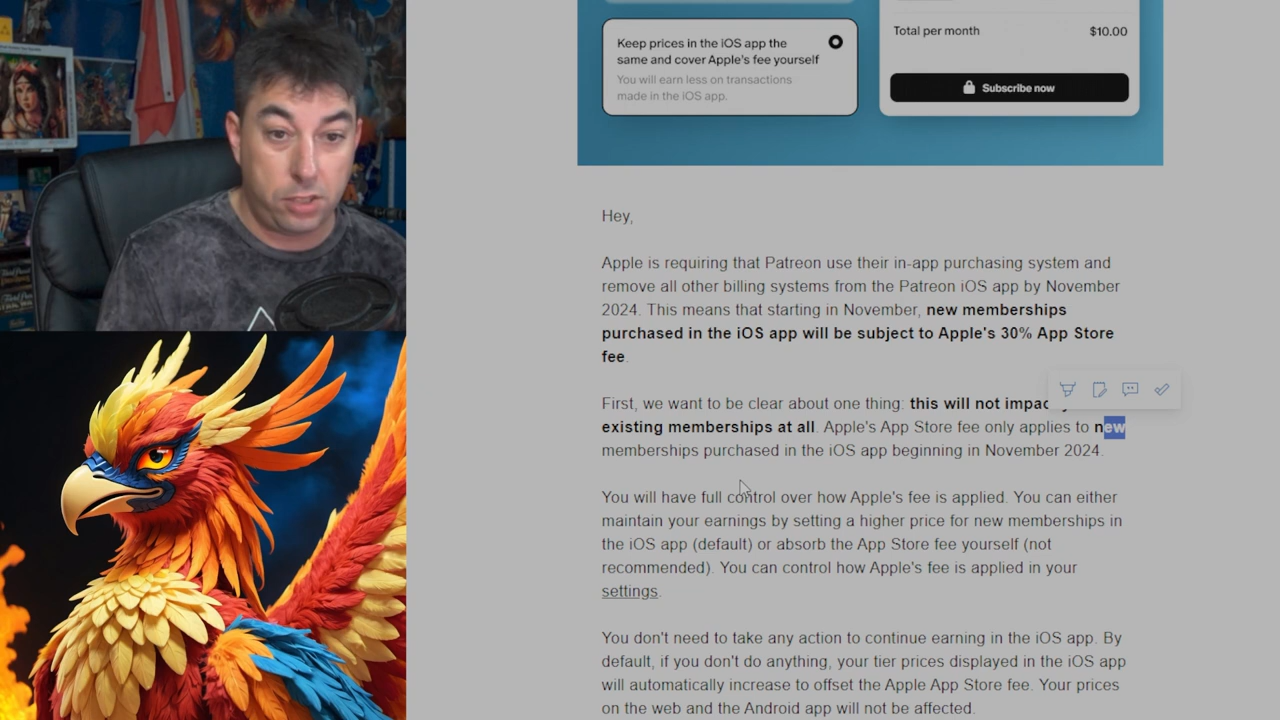 Total per month $10.00
Keep prices in the iOS app the
same and cover Apple's fee yourself
You will earn less on transactions
made in the iOS app.
Subscribe now
Hey,
Apple is requiring that Patreon use their in-app purchasing system and
remove all other billing systems from the Patreon iOS app by November
2024. This means that starting in November, new memberships
purchased in the iOS app will be subject to Apple's 30% App Store
fee.
First, we want to be clear about one thing: this will not impact
existing memberships at all. Apple's App Store fee only applies to new
memberships purchased in the iOS app beginning in November 2024.
You will have full control over how Apple's fee is applied. You can either
maintain your earnings by setting a higher price for new memberships in
the iOS app (default) or absorb the App Store fee yourself (not
recommended). You can control how Apple's fee is applied in your
settings.
You don't need to take any action to continue earning in the iOS app. By
default, if you don't do anything, your tier prices displayed in the iOS app
will automatically increase to offset the Apple App Store fee. Your prices
on the web and the Android app will not be affected.